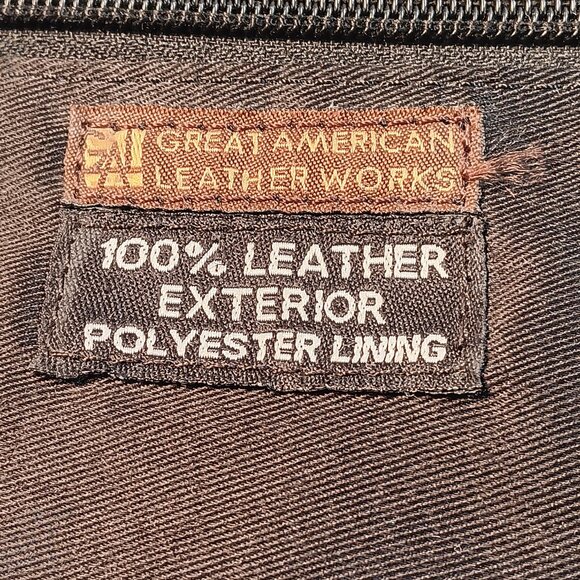 GREAT AMERICAN
LEATHER WORKS
100% LEATHER
EXTERIOR
POLYESTER LINING